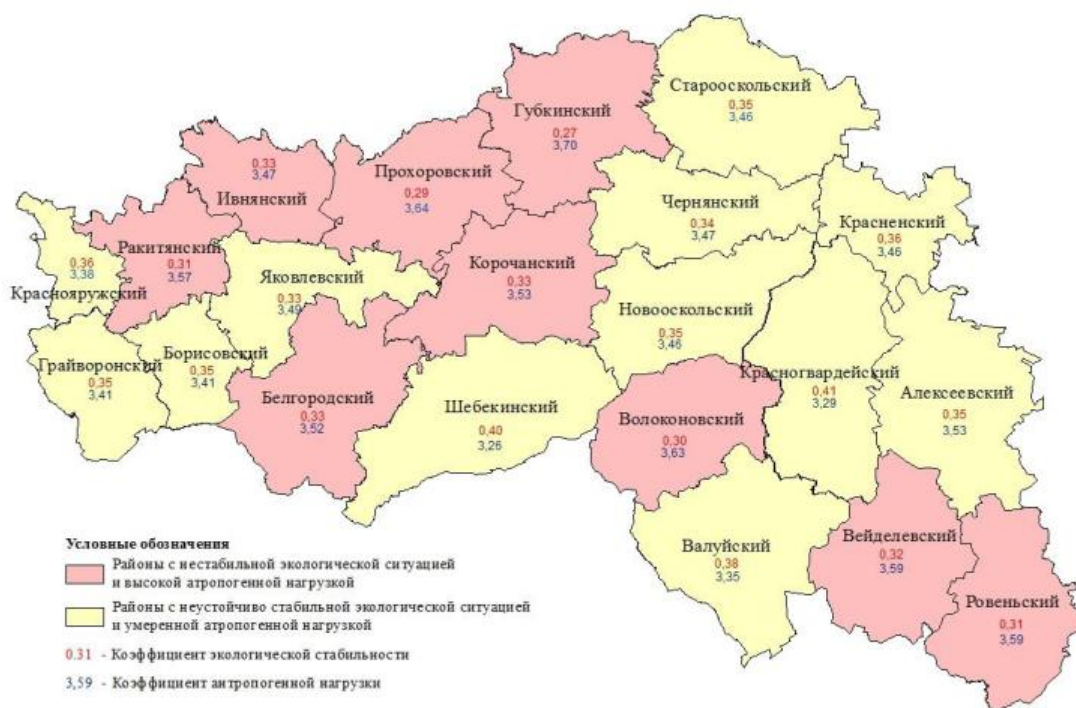 Старооскольский
0,35
3,46
Губкинский
0,27
3,70
Прохоровский
0,29
3,64
0,33
3,47
Ивнянский
Чернянский
0,34
3,47
Красненский
0,36
3,46
Ракитянский
0,31
3,57
0,36
3,38
Краснояружский
Яковлевский
0,33
3,49
Корочанский
0,33
3,53
Новооскольский
0,35
3,46
Грайворонский
0,35
3,41
Борисовский
0,35
3,41
Белгородский
0,33
3,52
Шебекинский
0,40
3,26
Волоконовский
0,30
3,63
Красногвардейский
0,41
3,29
Алексеевский
0,35
3,53
Валуйский
0,38
3,35
Вейделевский
0,32
3,59
Ровеньский
0,31
3,59
Условные обозначения
Районы с нестабильной экологической ситуацией
и высокой атропогенной нагрузкой
Районы с неустойчиво стабильной экологической ситуацией
и умеренной атропогенной нагрузкой
0.31 - Коэффициент экологической стабильности
3,59 - Коэффициент антропогенной нагрузки